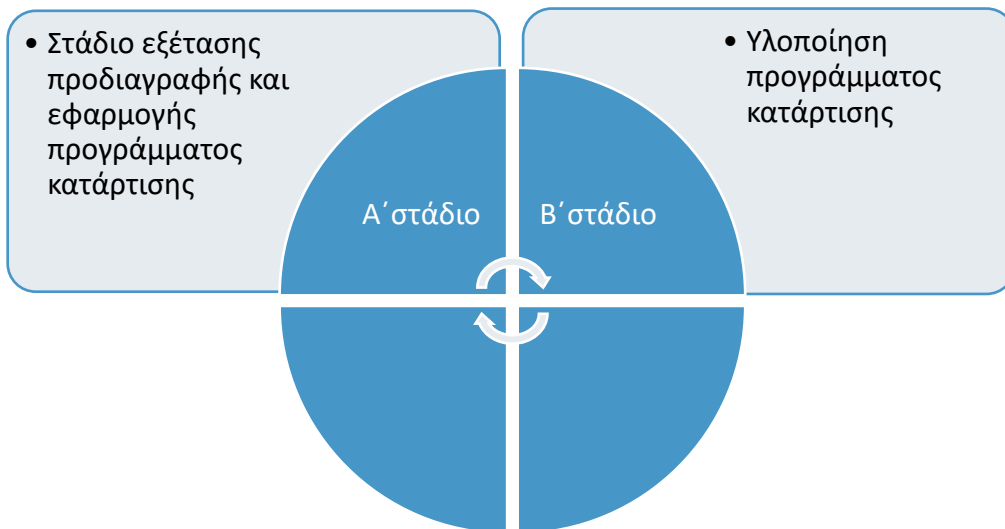 • Στάδιο εξέτασης
προδιαγραφής και
εφαρμογής
προγράμματος
κατάρτισης
• Υλοποίηση
προγράμματος
κατάρτισης
Α΄στάδιο
Β΄στάδιο